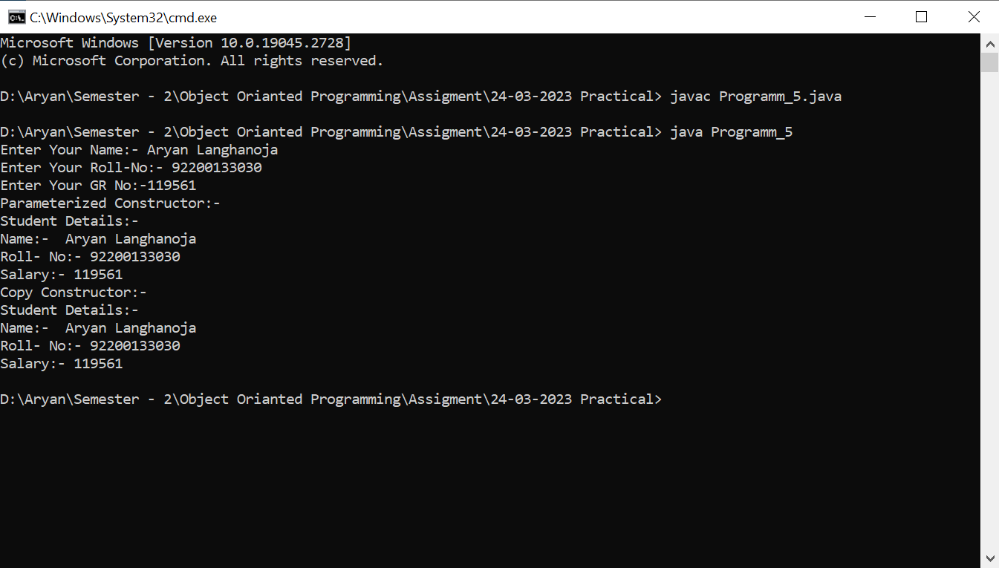 C:\Windows\System32\cmd.exe
Microsoft Windows [Version 10.0.19045.2728]
(c) Microsoft Corporation. All rights reserved.
D:\Aryan\Semester - 2\Object Orianted Programming\Assigment\24-03-2023 Practical> javac Programm_5.java
D:\Aryan\Semester - 2\Object Orianted Programming\Assigment\24-03-2023 Practical> java Programm_5
Enter Your Name:- Aryan Langhanoja
Enter Your Roll-No:- 92200133030
Enter Your GR No:-119561
Parameterized Constructor:-
Student Details:-
Name:-  Aryan Langhanoja
Roll- No:- 92200133030
Salary:- 119561
Copy Constructor:-
Student Details:-
Name:-  Aryan Langhanoja
Roll- No:- 92200133030
Salary:- 119561
D:\Aryan\Semester - 2\Object Orianted Programming\Assigment\24-03-2023 Practical>